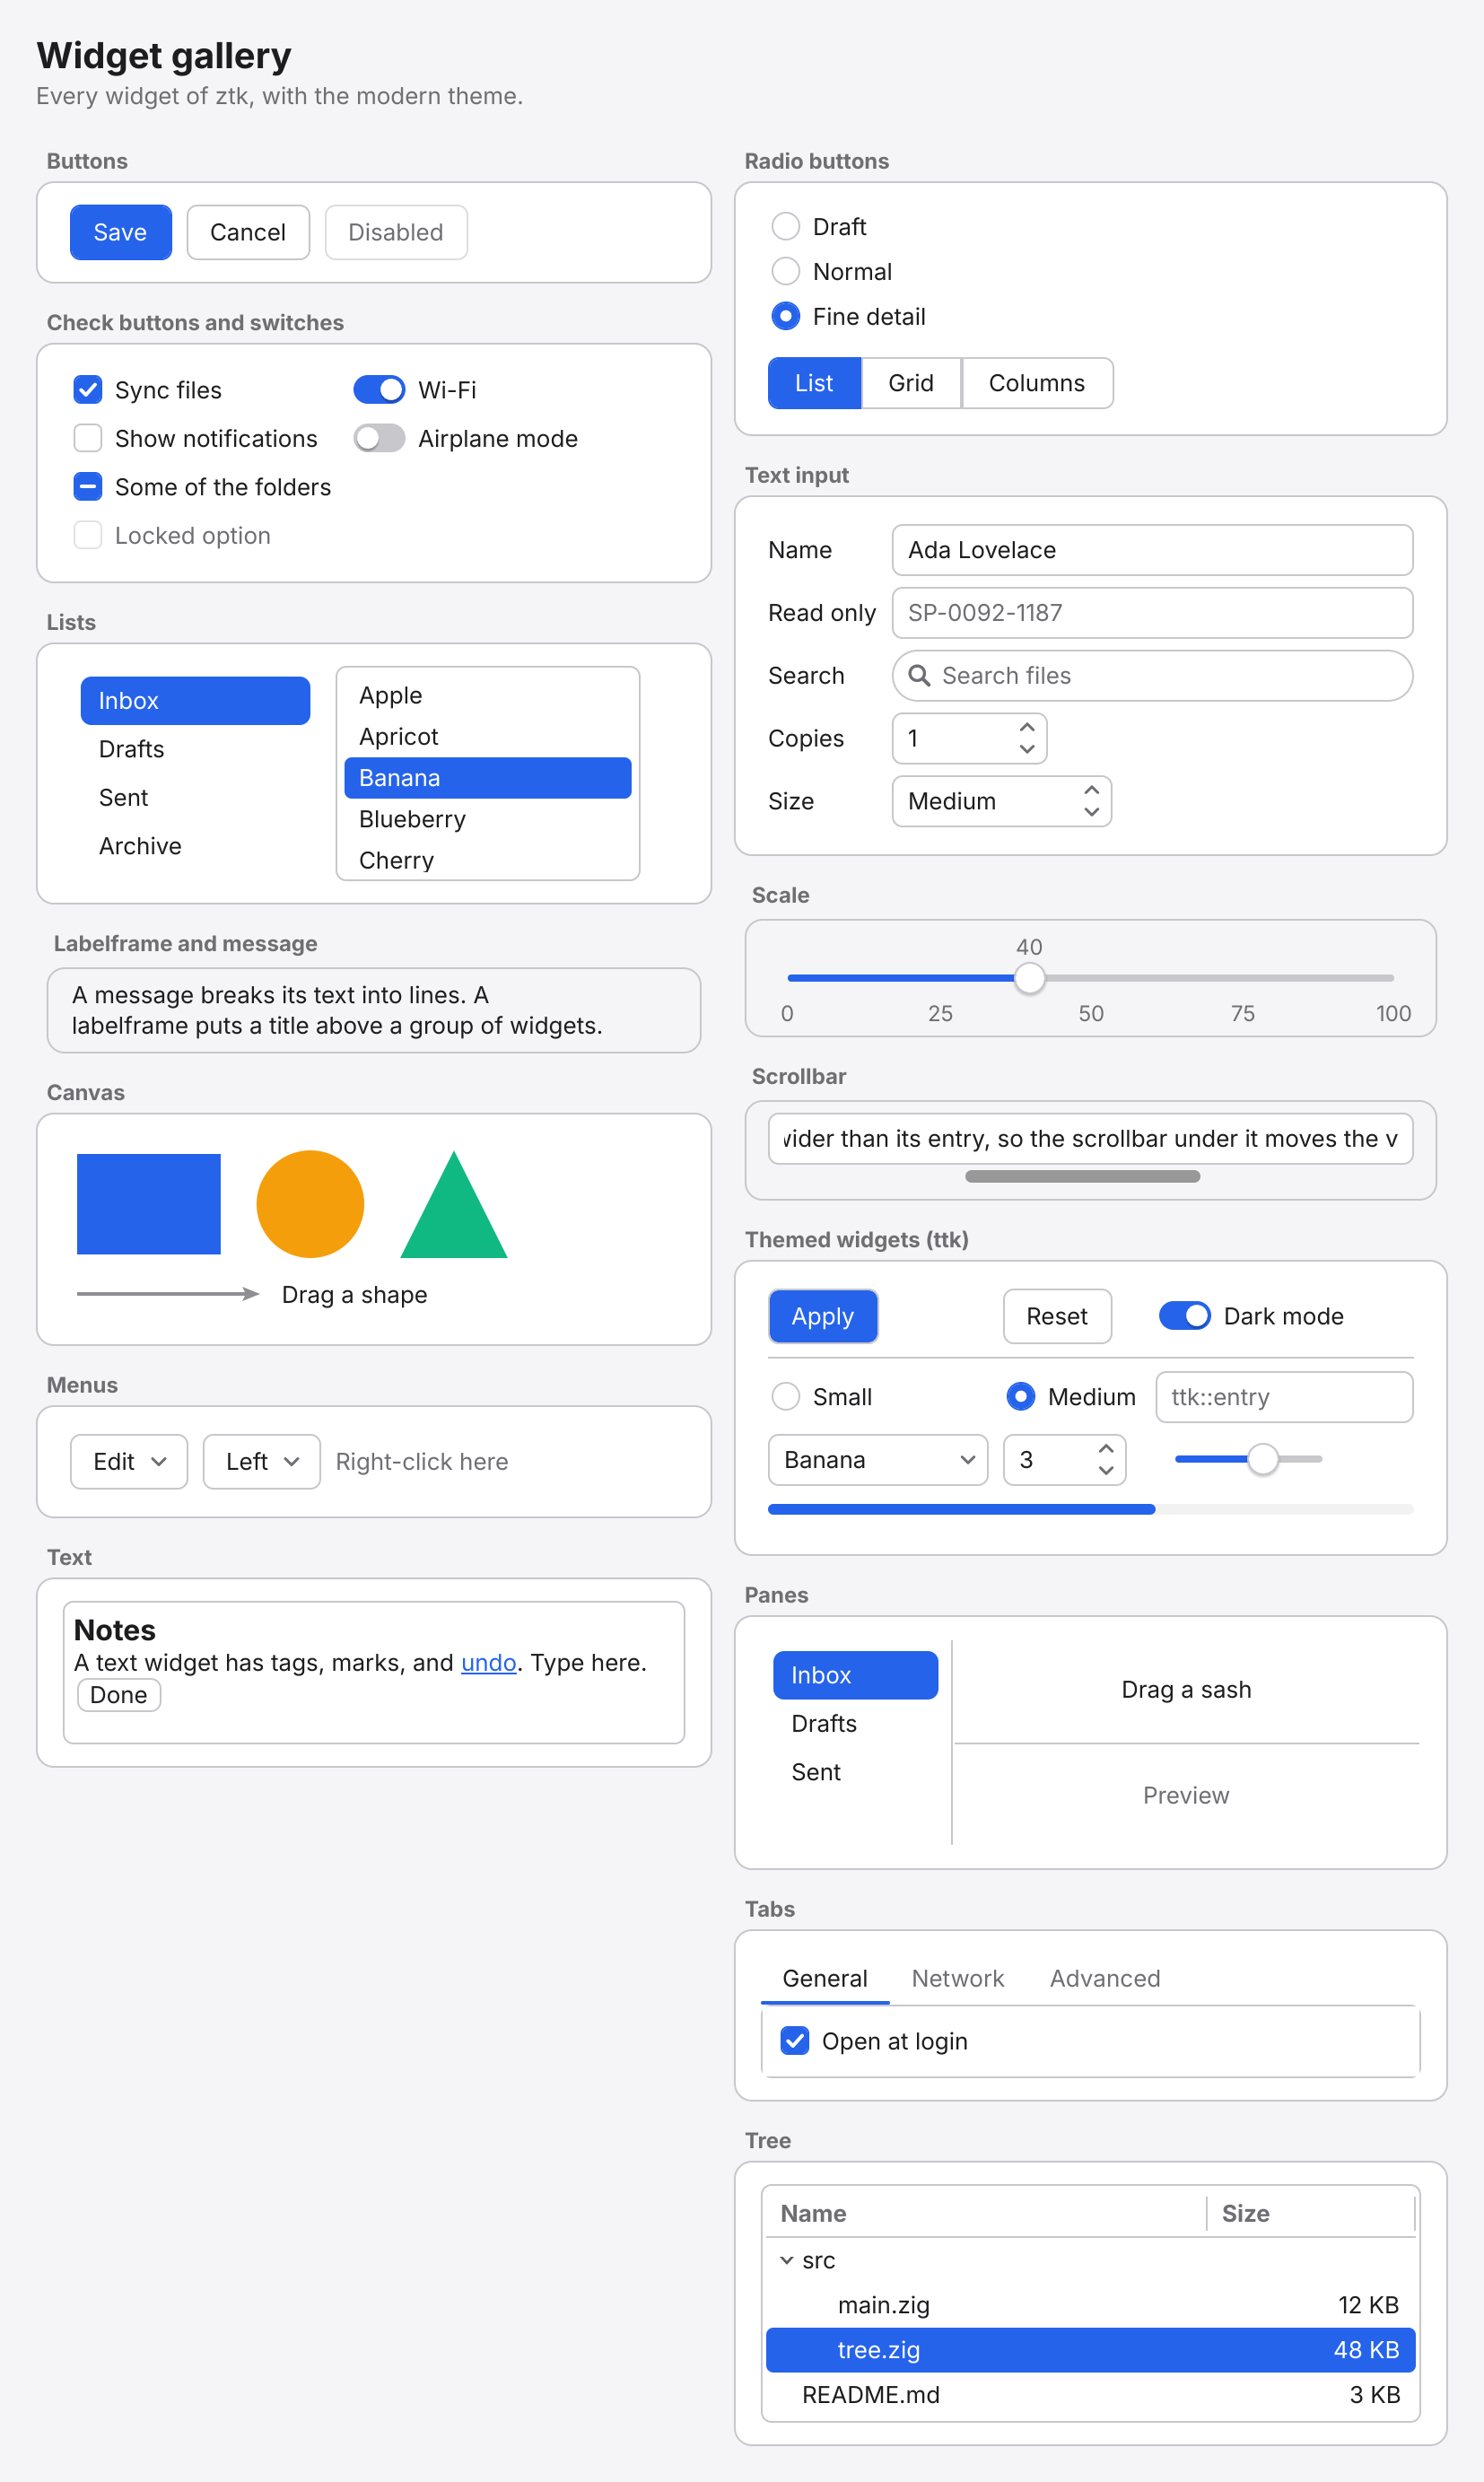 Widget gallery
Every widget of ztk, with the modern theme.
Buttons
Save
Cancel
Disabled
Check buttons and switches
Sync files
Wi-Fi
Show notifications
Airplane mode
Some of the folders
Locked option
Lists
Inbox
Drafts
Sent
Archive
Apple
Apricot
Banana
Blueberry
Cherry
Labelframe and message
A message breaks its text into lines. A
labelframe puts a title above a group of widgets.
Canvas
Drag a shape
Menus
Edit
Left
Right-click here
Text
Notes
A text widget has tags, marks, and undo. Type here.
Done
Radio buttons
Draft
Normal
Fine detail
List
Grid
Columns
Text input
Name
Ada Lovelace
Read only
SP-0092-1187
Search
Search files
Copies
1
Size
Medium
Scale
40
0
25
50
75
100
Scrollbar
than its entry, so the scrollbar under it moves the v
Themed widgets (ttk)
Apply
Reset
Dark mode
Small
Medium
ttk::entry
Banana
3
Panes
Inbox
Drafts
Sent
Drag a sash
Preview
Tabs
General
Network
Advanced
Open at login
Tree
Name
Size
src
main.zig
12 KB
tree.zig
48 KB
README.md
3 KB